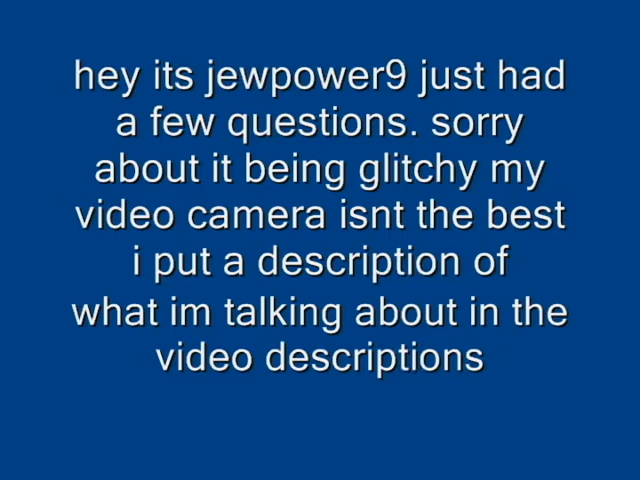 hey its jewpower9 just had
a few questions. sorry
about it being glitchy my
video camera isnt the best
i put a description of
what im talking about in the
video descriptions